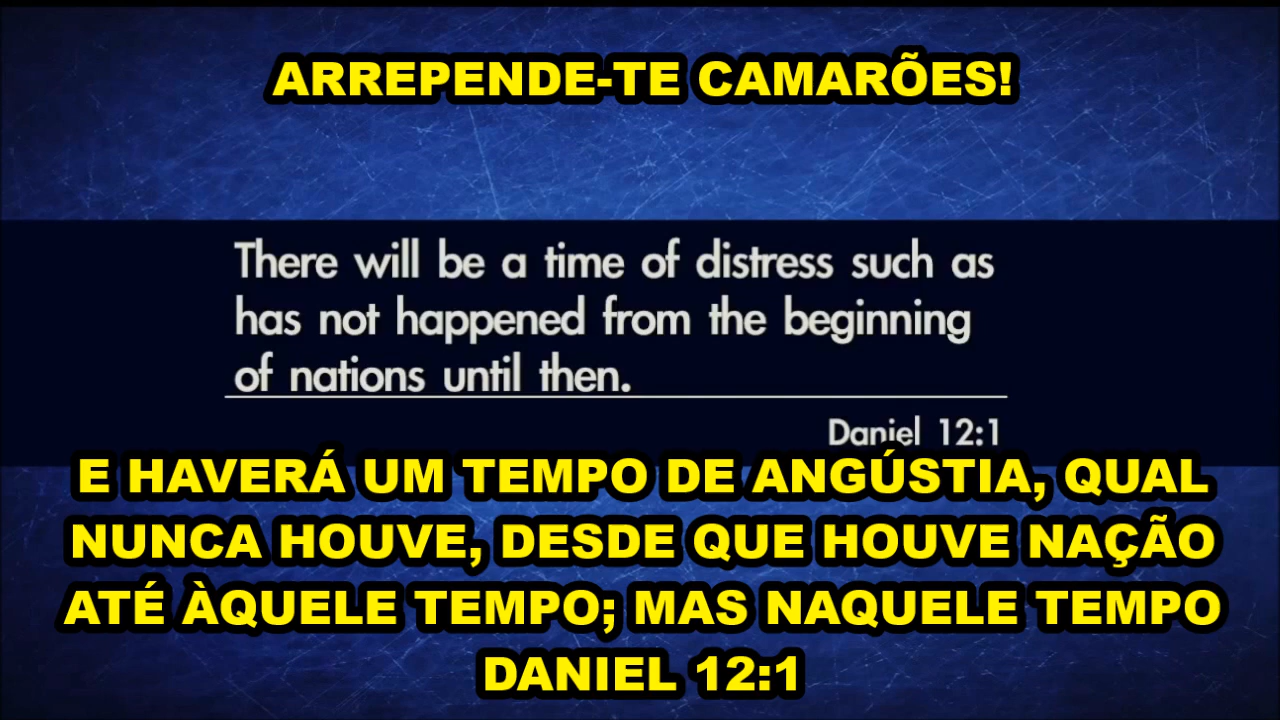 ARREPENDE-TE CAMARÕES!
There will be a time of distress such as
has not happened from the beginning
of nations until then.
Daniel 12:1
E HAVERÁ UM TEMPO DE ANGÚSTIA, QUAL
NUNCA HOUVE, DESDE QUE HOUVE NAÇÃO
ATÉ ÀQUELE TEMPO; MAS NAQUELE TEMPO
DANIEL 12:1